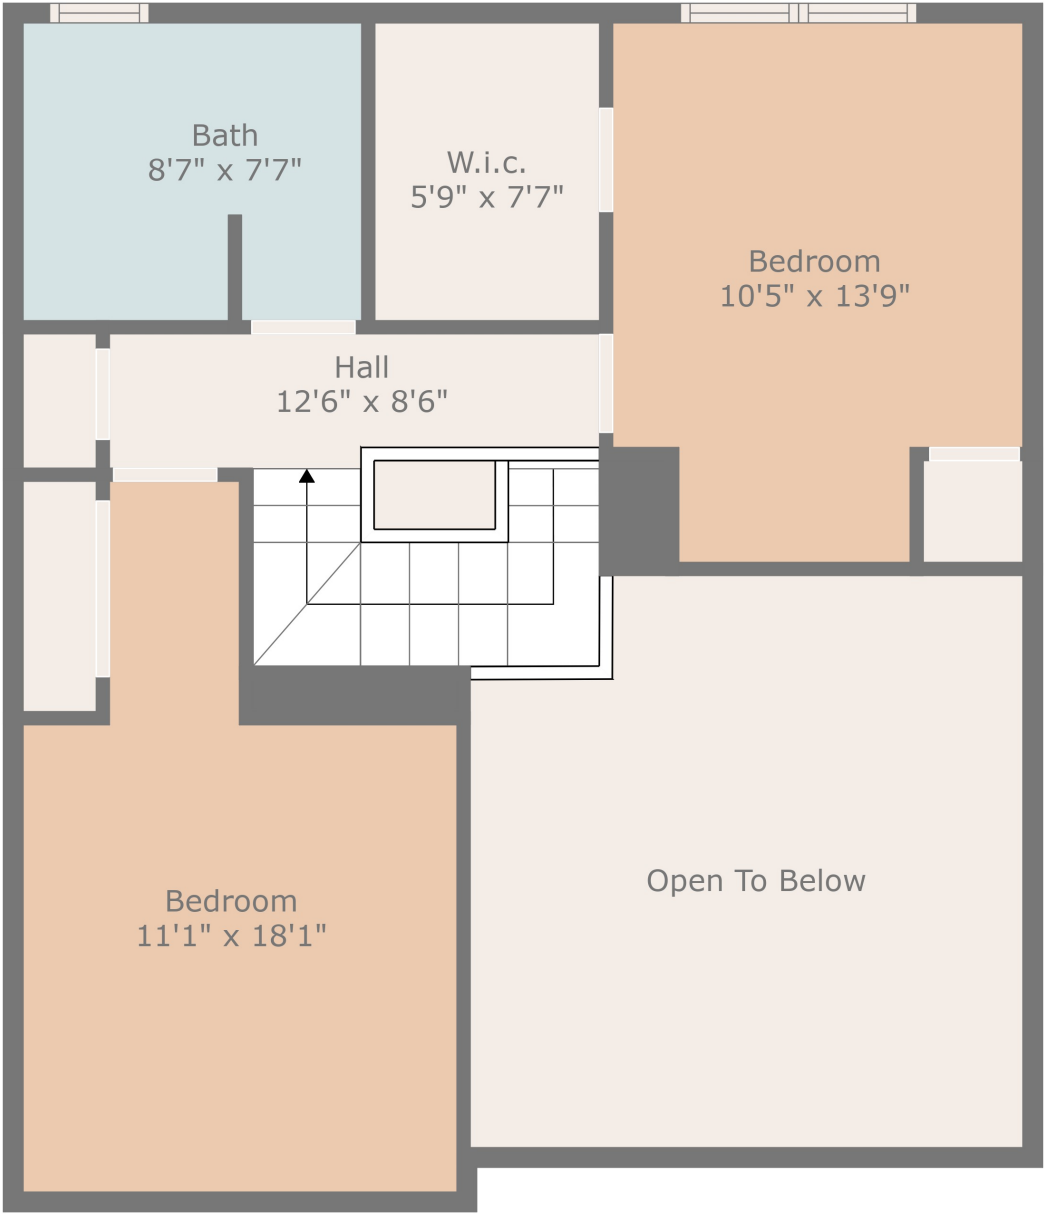 Bath
8'7" x 7'7"
W.i.c.
5'9" x 7'7"
Bedroom
10'5" x 13'9"
Hall
12'6" x 8'6"
Open To Below
Bedroom
11'1" x 18'1"